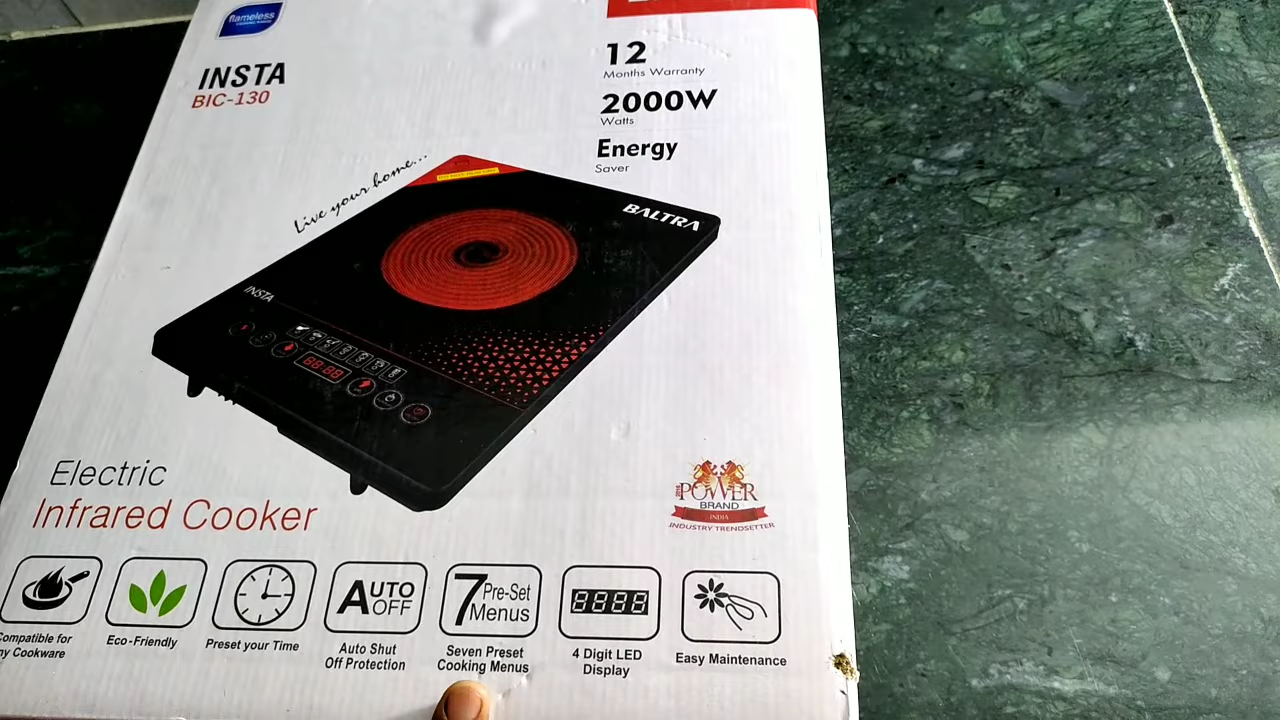 flameless
INSTA
BIC-130
12
Months Warranty
2000W
Watts
Energy
Saver
Live your home...
BALTRA
INSTA
88:88
Electric
Infrared Cooker
POWER
BRAND
INDIA
INDUSTRY TRENDSETTER
AUTO
OFF
7 Pre-Set
Menus
8888
Compatible for
ny Cookware
Eco-Friendly
Preset your Time
Auto Shut
Off Protection
Seven Preset
Cooking Menus
4 Digit LED
Display
Easy Maintenance